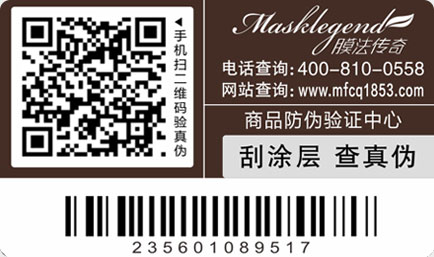 ◀手机扫二维码验真伪
Masklegend
膜法传奇
电话查询:400-810-0558
网站查询:www.mfcq1853.com
商品防伪验证中心
刮涂层 查真伪
235601089517